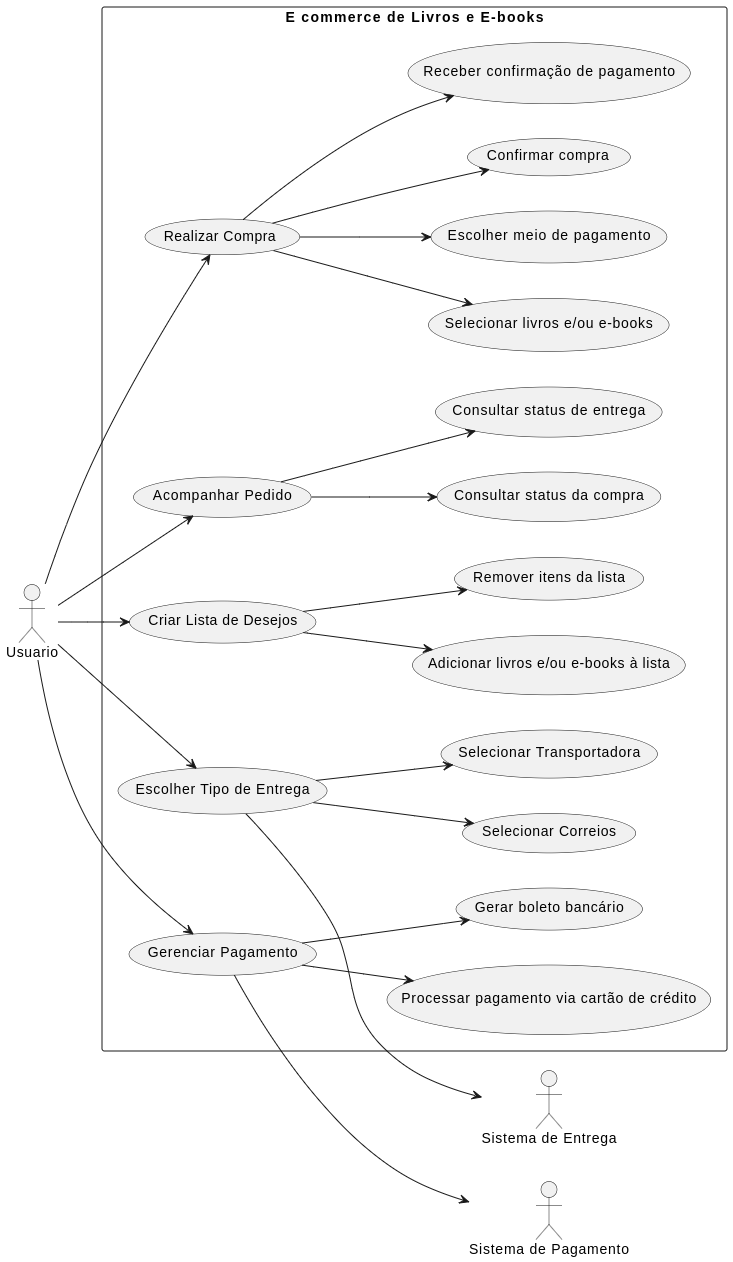 E commerce de Livros e E-books
Receber confirmação de pagamento
Confirmar compra
Realizar Compra
Escolher meio de pagamento
Selecionar livros e/ou e-books
Consultar status de entrega
Acompanhar Pedido
Consultar status da compra
Remover itens da lista
Criar Lista de Desejos
Usuario
Adicionar livros e/ou e-books à lista
Selecionar Transportadora
Escolher Tipo de Entrega
Selecionar Correios
Gerar boleto bancário
Gerenciar Pagamento
Processar pagamento via cartão de crédito
Sistema de Entrega
Sistema de Pagamento